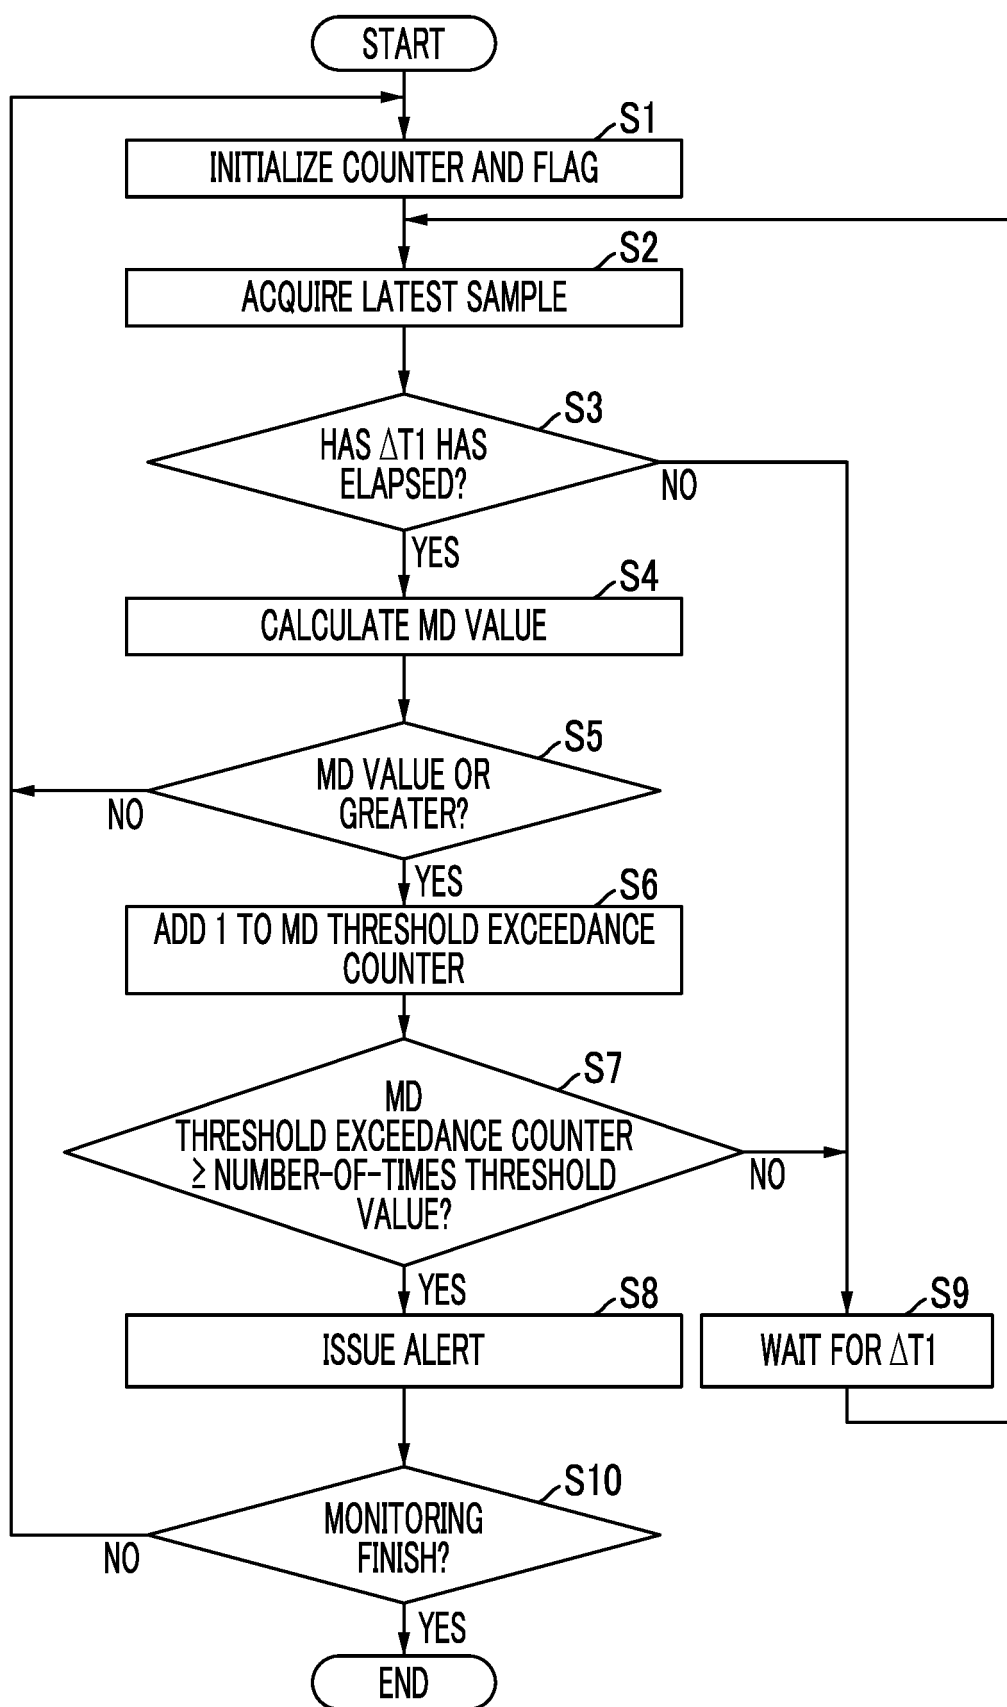 START
S1
INITIALIZE COUNTER AND FLAG
S2
ACQUIRE LATEST SAMPLE
S3
HAS ΔT1 HAS
ELAPSED?
NO
YES
S4
CALCULATE MD VALUE
S5
MD VALUE OR
GREATER?
NO
YES
S6
ADD 1 TO MD THRESHOLD EXCEEDANCE
COUNTER
S7
MD
THRESHOLD EXCEEDANCE COUNTER
≥ NUMBER-OF-TIMES THRESHOLD
VALUE?
NO
YES
S8
ISSUE ALERT
S9
WAIT FOR ΔT1
S10
MONITORING
FINISH?
NO
YES
END